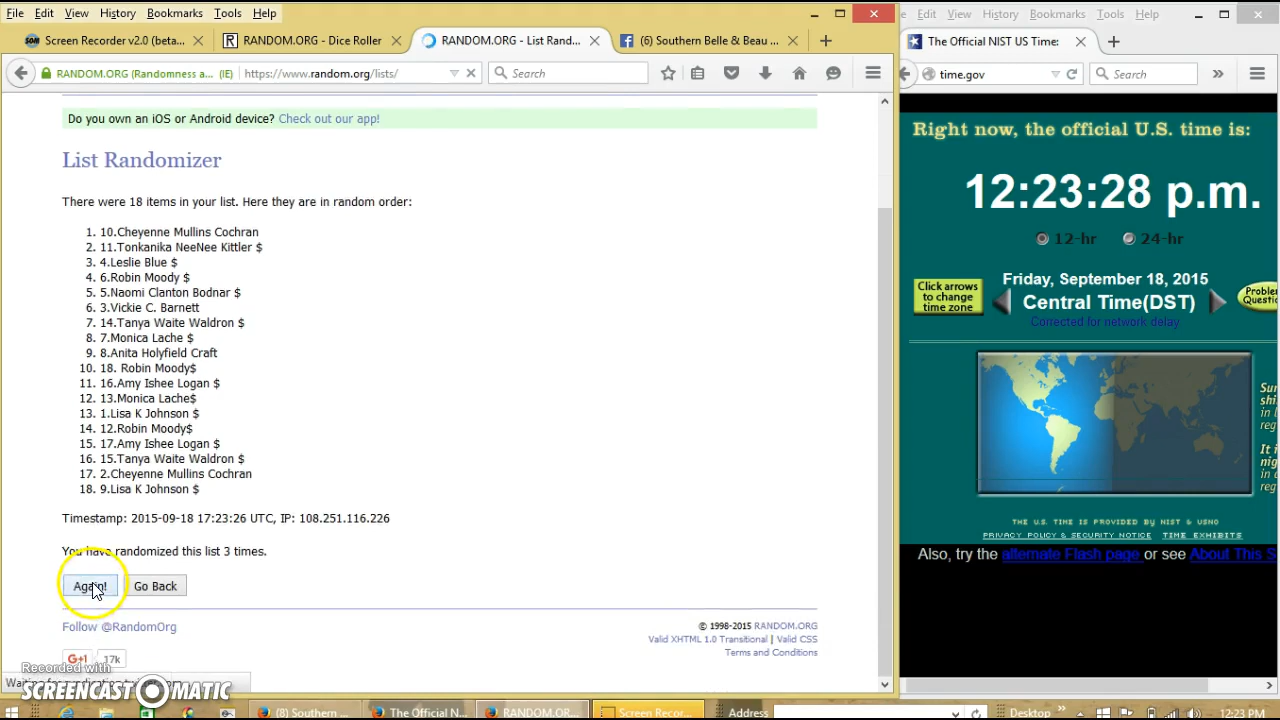 File Edit View History Bookmarks Tools Help
Screen Recorder v2.0 (beta...
RANDOM.ORG - Dice Roller
RANDOM.ORG - List Rand...
(6) Southern Belle & Beau ...
RANDOM.ORG (Randomness a... (IE)
https://www.random.org/lists/
Search
Do you own an iOS or Android device? Check out our app!
List Randomizer
There were 18 items in your list. Here they are in random order:
1. 10.Cheyenne Mullins Cochran
2. 11.Tonkanika NeeNee Kittler $
3. 4.Leslie Blue $
4. 6.Robin Moody $
5. 5.Naomi Clanton Bodnar $
6. 3.Vickie C. Barnett
7. 14.Tanya Waite Waldron $
8. 7.Monica Lache $
9. 8.Anita Holyfield Craft
10. 18. Robin Moody$
11. 16.Amy Ishee Logan $
12. 13.Monica Lache$
13. 1.Lisa K Johnson $
14. 12.Robin Moody$
15. 17.Amy Ishee Logan $
16. 15.Tanya Waite Waldron $
17. 2.Cheyenne Mullins Cochran
18. 9.Lisa K Johnson $
Timestamp: 2015-09-18 17:23:26 UTC, IP: 108.251.116.226
You have randomized this list 3 times.
Again! Go Back
Follow @RandomOrg
G+1 17k
© 1998-2015 RANDOM.ORG
Valid XHTML 1.0 Transitional | Valid CSS
Terms and Conditions
Recorded with
SCREENCAST MATIC
Edit View History Bookmarks Tools Help
The Official NIST US Time:
time.gov
Search
Right now, the official U.S. time is:
12:23:28 p.m.
12-hr 24-hr
Click arrows
to change
time zone
Friday, September 18, 2015
Central Time(DST)
Corrected for network delay
THE U.S. TIME IS PROVIDED BY NIST & USNO
PRIVACY POLICY & SECURITY NOTICE TIME EXHIBITS
Also, try the alternate Flash page or see About This S
(8) Southern ...
The Official N...
RANDOM.OR...
Screen Recor...
Address
Desktop
12:23 PM